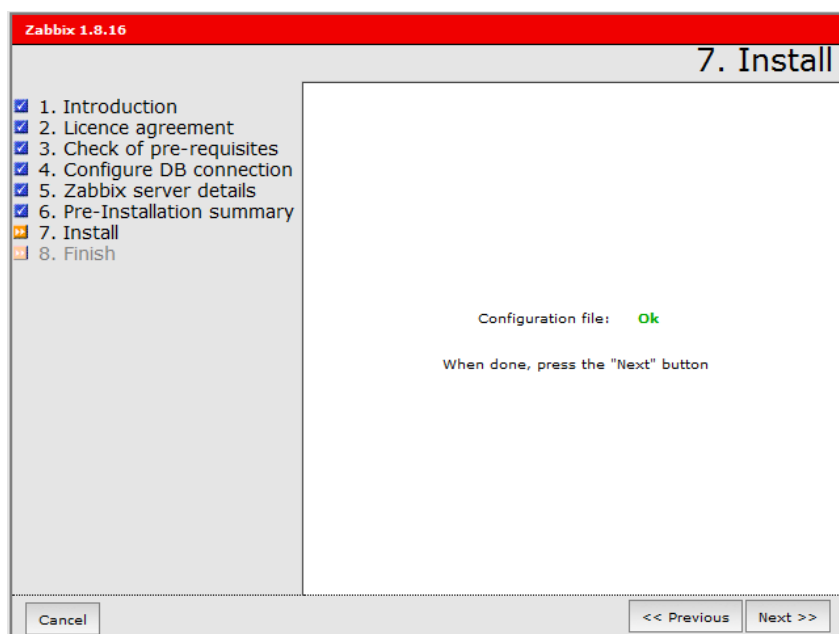 Zabbix 1.8.16
7. Install
1. Introduction
2. Licence agreement
3. Check of pre-requisites
4. Configure DB connection
5. Zabbix server details
6. Pre-Installation summary
7. Install
8. Finish
Configuration file: Ok
When done, press the "Next" button
Cancel
<< Previous
Next >>